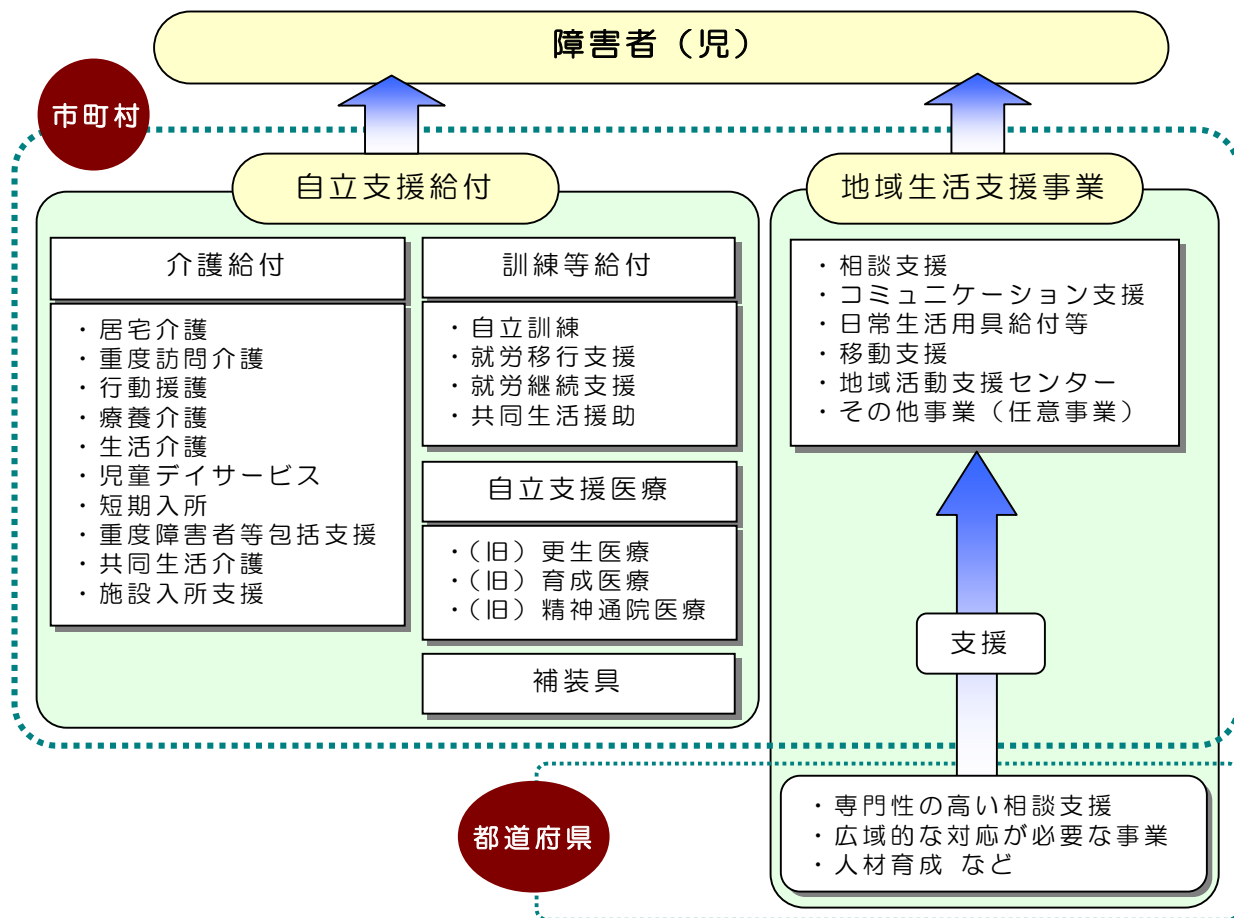 障害者（児）
市町村
自立支援給付
介護給付
・居宅介護
・重度訪問介護
・行動援護
・療養介護
・生活介護
・児童デイサービス
・短期入所
・重度障害者等包括支援
・共同生活介護
・施設入所支援
訓練等給付
・自立訓練
・就労移行支援
・就労継続支援
・共同生活援助
自立支援医療
・（旧）更生医療
・（旧）育成医療
・（旧）精神通院医療
補装具
地域生活支援事業
・相談支援
・コミュニケーション支援
・日常生活用具給付等
・移動支援
・地域活動支援センター
・その他事業（任意事業）
支援
都道府県
・専門性の高い相談支援
・広域的な対応が必要な事業
・人材育成 など